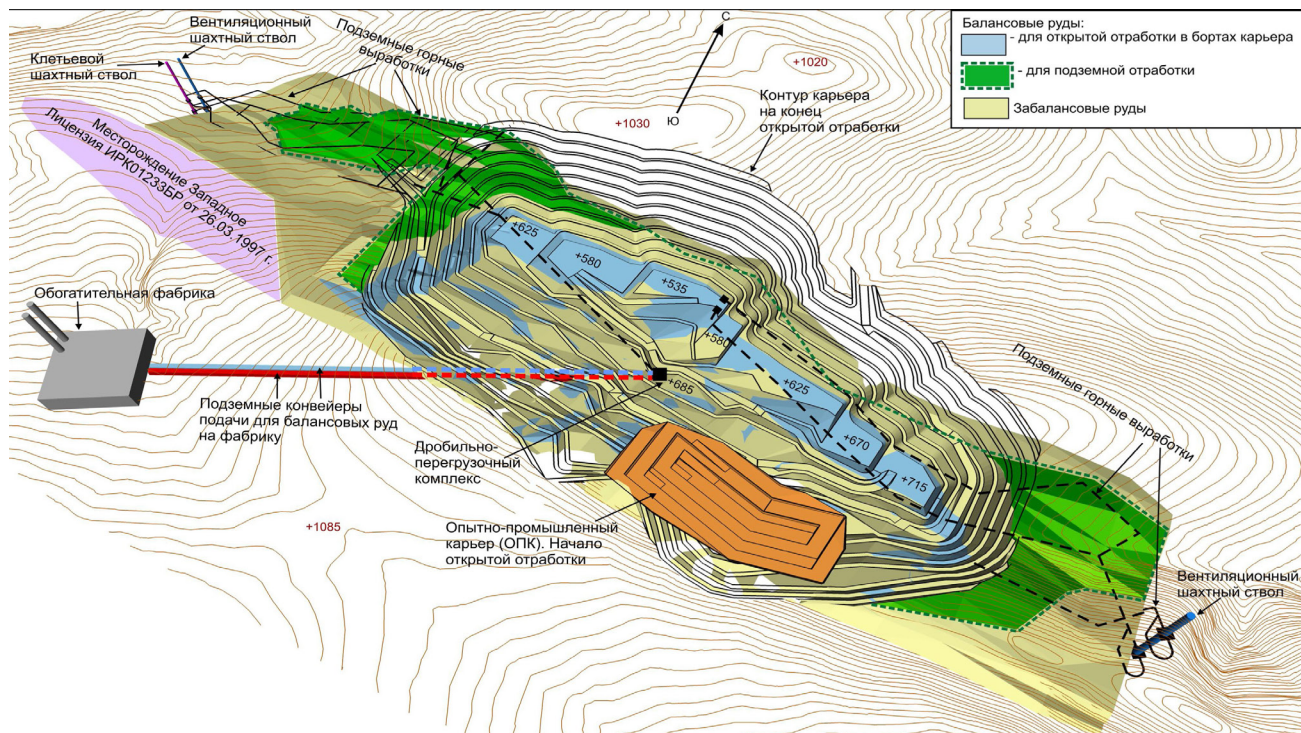 Вентиляционный
шахтный ствол
Клетьевой
шахтный ствол
Подземные горные
выработки
С
Ю
+1020
+1030
Контур карьера
на конец
открытой отработки
Балансовые руды:
- для открытой отработки в бортах карьера
- для подземной отработки
Забалансовые руды
Месторождение Западное
Лицензия ИРК01233БР от 26.03.1997 г.
Обогатительная фабрика
+625
+580
+535
+580
+625
+685
+670
+715
Подземные конвейеры
подачи для балансовых руд
на фабрику
Дробильно-
перегрузочный
комплекс
Подземные горные выработки
+1085
Опытно-промышленный
карьер (ОПК). Начало
открытой отработки
Вентиляционный
шахтный ствол